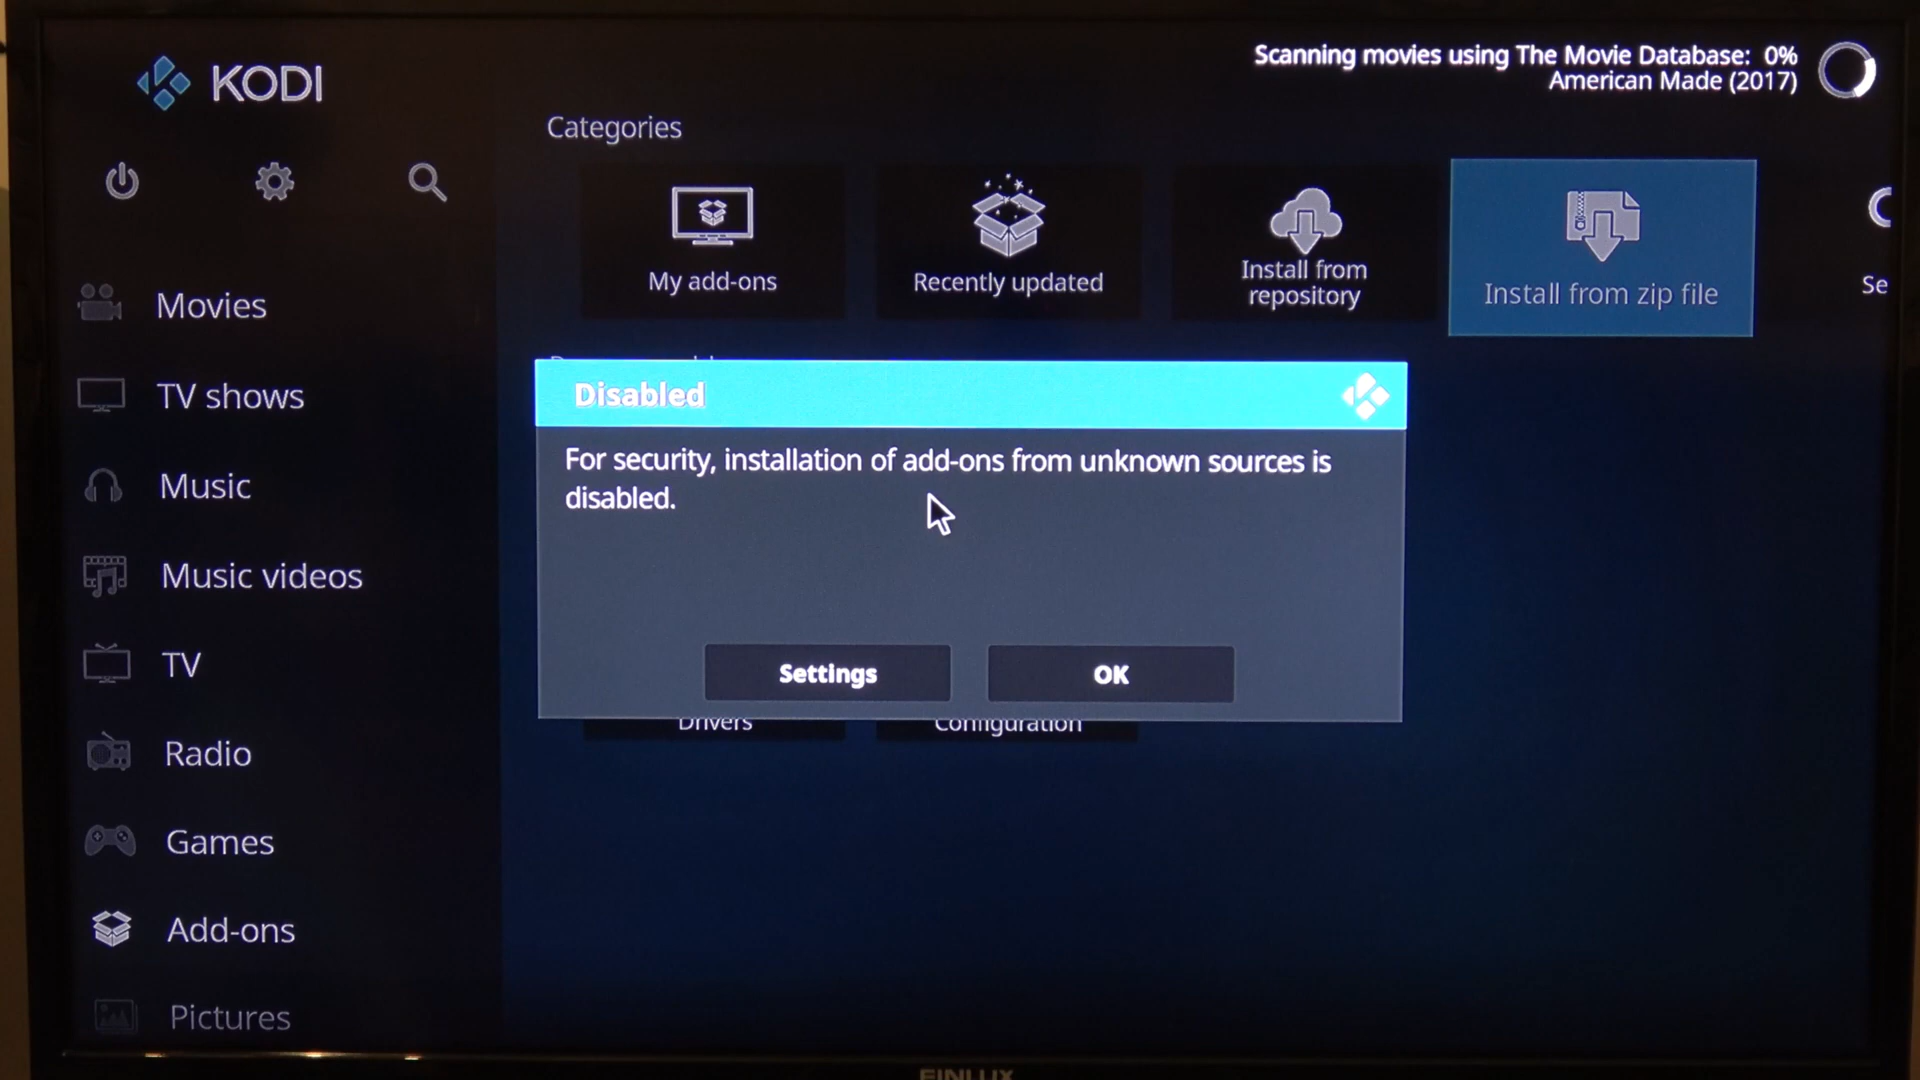 KODI
Scanning movies using The Movie Database: 0%
American Made (2017)
Categories
My add-ons
Recently updated
Install from
repository
Install from zip file
Se
Movies
TV shows
Music
Music videos
TV
Radio
Games
Add-ons
Pictures
Disabled
For security, installation of add-ons from unknown sources is
disabled.
Settings
OK
Drivers
Configuration
FINLUX